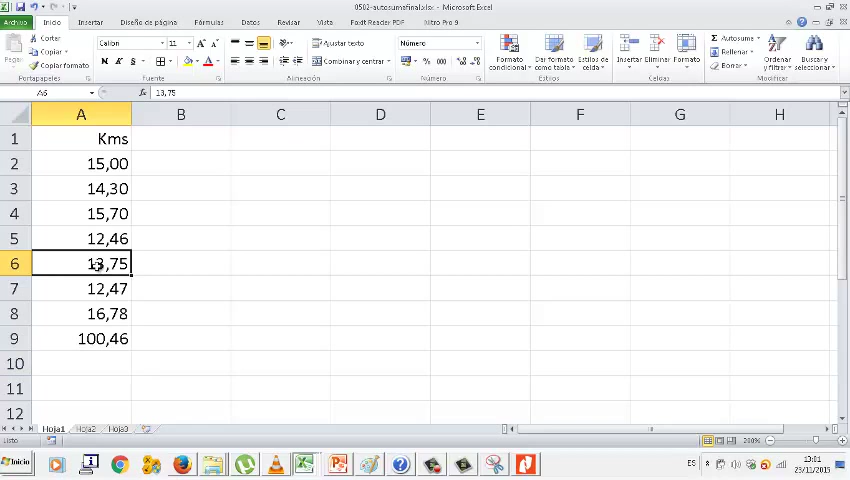 0502-autosumafinal.xlsx - Microsoft Excel
Archivo Inicio Insertar Diseño de página Fórmulas Datos Revisar Vista Foxit Reader PDF Nitro Pro 9
Cortar
Copiar
Copiar formato
Pegar
Portapapeles
Calibri 11
N K S
Fuente
Ajustar texto
Combinar y centrar
Alineación
Número
% 000
Número
Formato condicional
Dar formato como tabla
Estilos de celda
Estilos
Insertar Eliminar Formato
Celdas
Autosuma
Rellenar
Borrar
Ordenar y filtrar
Buscar y seleccionar
Modificar
A6 fx 13,75
A B C D E F G H
1 Kms
2 15,00
3 14,30
4 15,70
5 12,46
6 13,75
7 12,47
8 16,78
9 100,46
10
11
12
Hoja1 Hoja2 Hoja3
Listo 200%
Inicio ES 13:01
23/11/2015